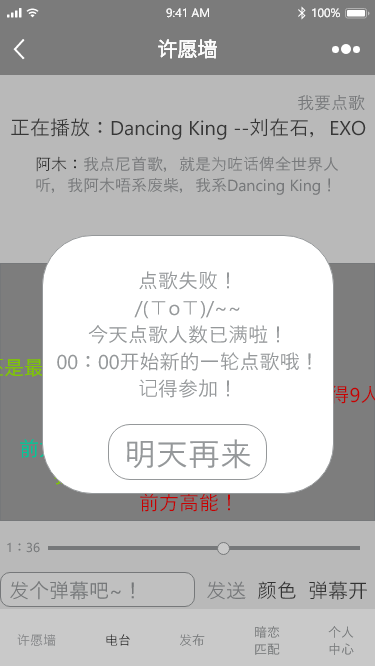 9:41 AM 100%
许愿墙
我要点歌
正在播放：Dancing King --刘在石，EXO
阿木：我点尼首歌，就是为咗话俾全世界人
听，我阿木唔系废柴，我系Dancing King！
点歌失败！
/(ㄒoㄒ)/~~
今天点歌人数已满啦！
00：00开始新的一轮点歌哦！
记得参加！
明天再来
是最
得9人
前
前方高能！
1：36
发个弹幕吧~！ 发送 颜色 弹幕开
许愿墙 电台 发布 暗恋匹配 个人中心